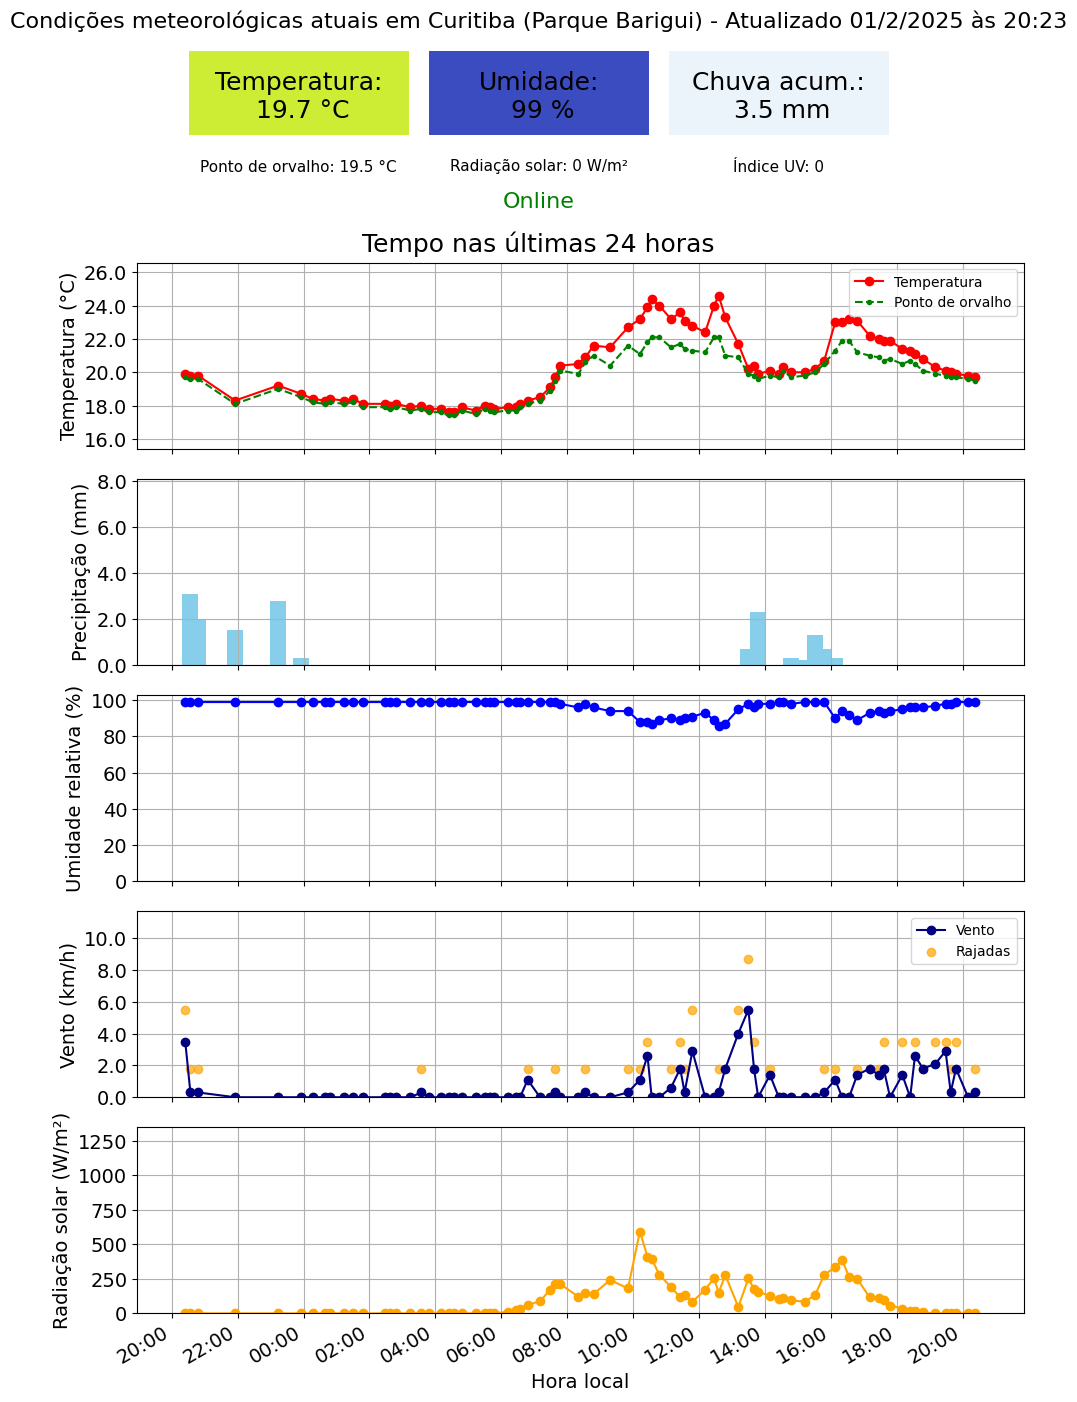 Condições meteorológicas atuais em Curitiba (Parque Barigui) - Atualizado 01/2/2025 às 20:23
Temperatura:
19.7 °C
Umidade:
99 %
Chuva acum.:
3.5 mm
Ponto de orvalho: 19.5 °C
Radiação solar: 0 W/m²
Índice UV: 0
Online
Tempo nas últimas 24 horas
Temperatura (°C)
26.0
24.0
22.0
20.0
18.0
16.0
Temperatura
Ponto de orvalho
Precipitação (mm)
8.0
6.0
4.0
2.0
0.0
Umidade relativa (%)
100
80
60
40
20
0
Vento (km/h)
10.0
8.0
6.0
4.0
2.0
0.0
Vento
Rajadas
Radiação solar (W/m²)
1250
1000
750
500
250
0
20:00
22:00
00:00
02:00
04:00
06:00
08:00
10:00
12:00
14:00
16:00
18:00
20:00
Hora local